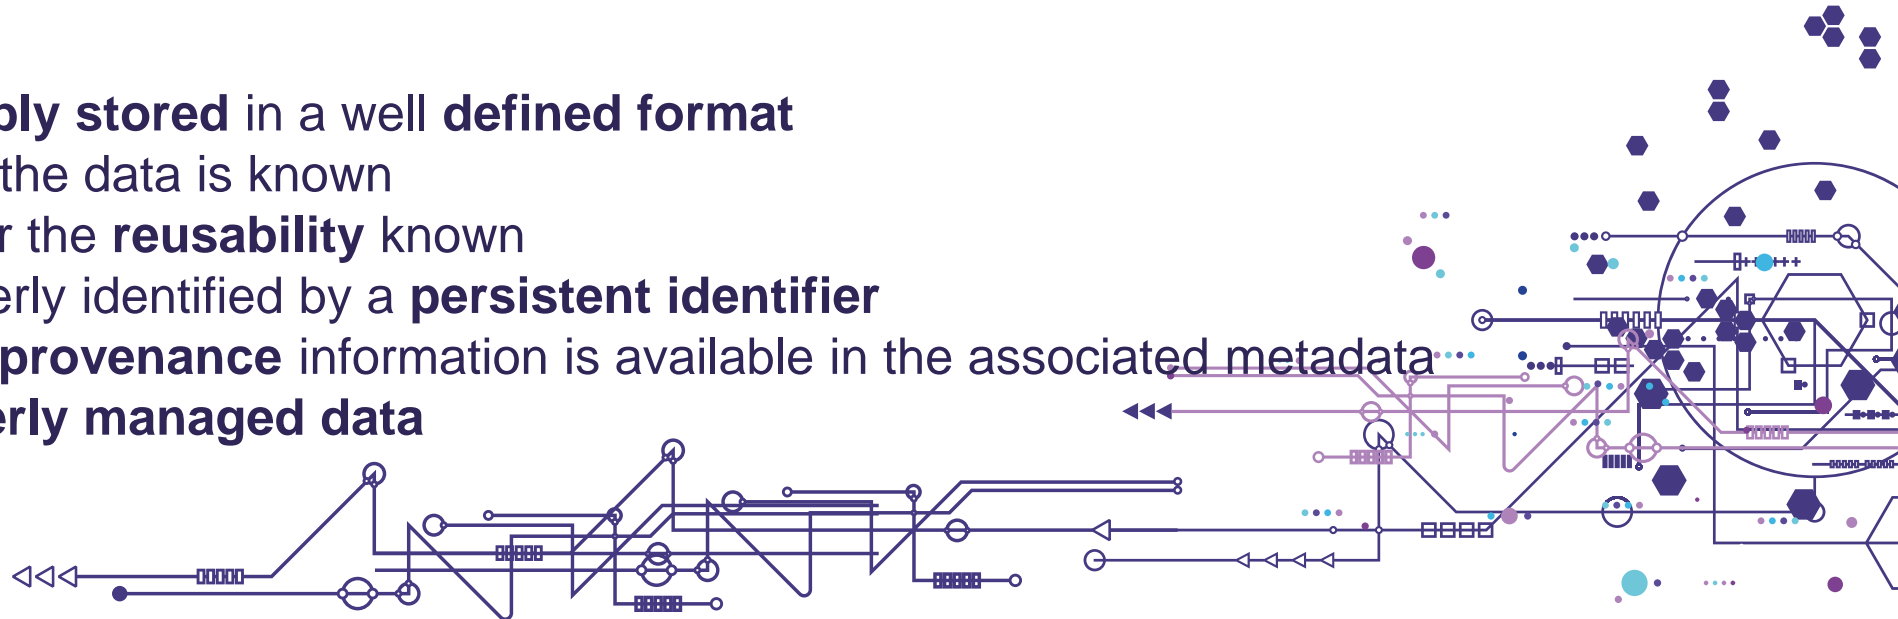 ply stored in a well defined format
the data is known
r the reusability known
erly identified by a persistent identifier
provenance information is available in the associated metadata
erly managed data